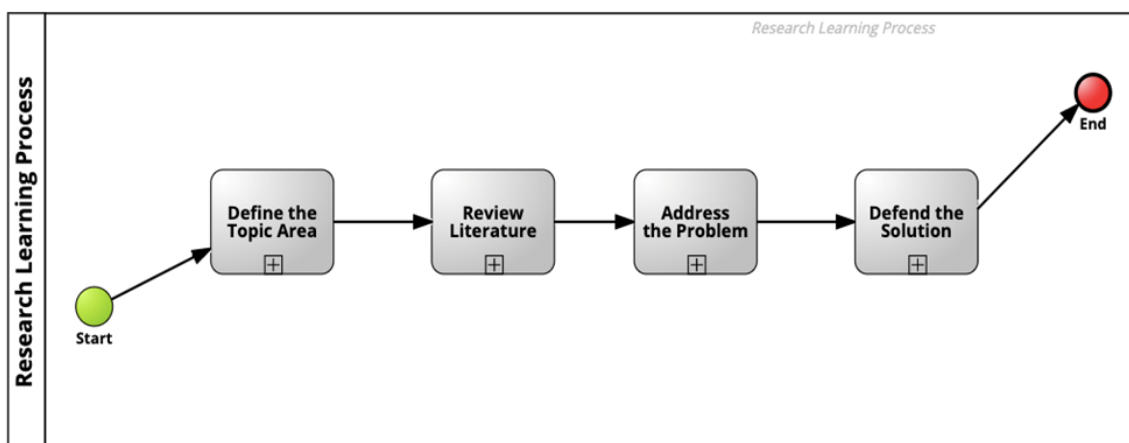 Research Learning Process
Research Learning Process
Start
Define the
Topic Area
Review
Literature
Address
the Problem
Defend the
Solution
End